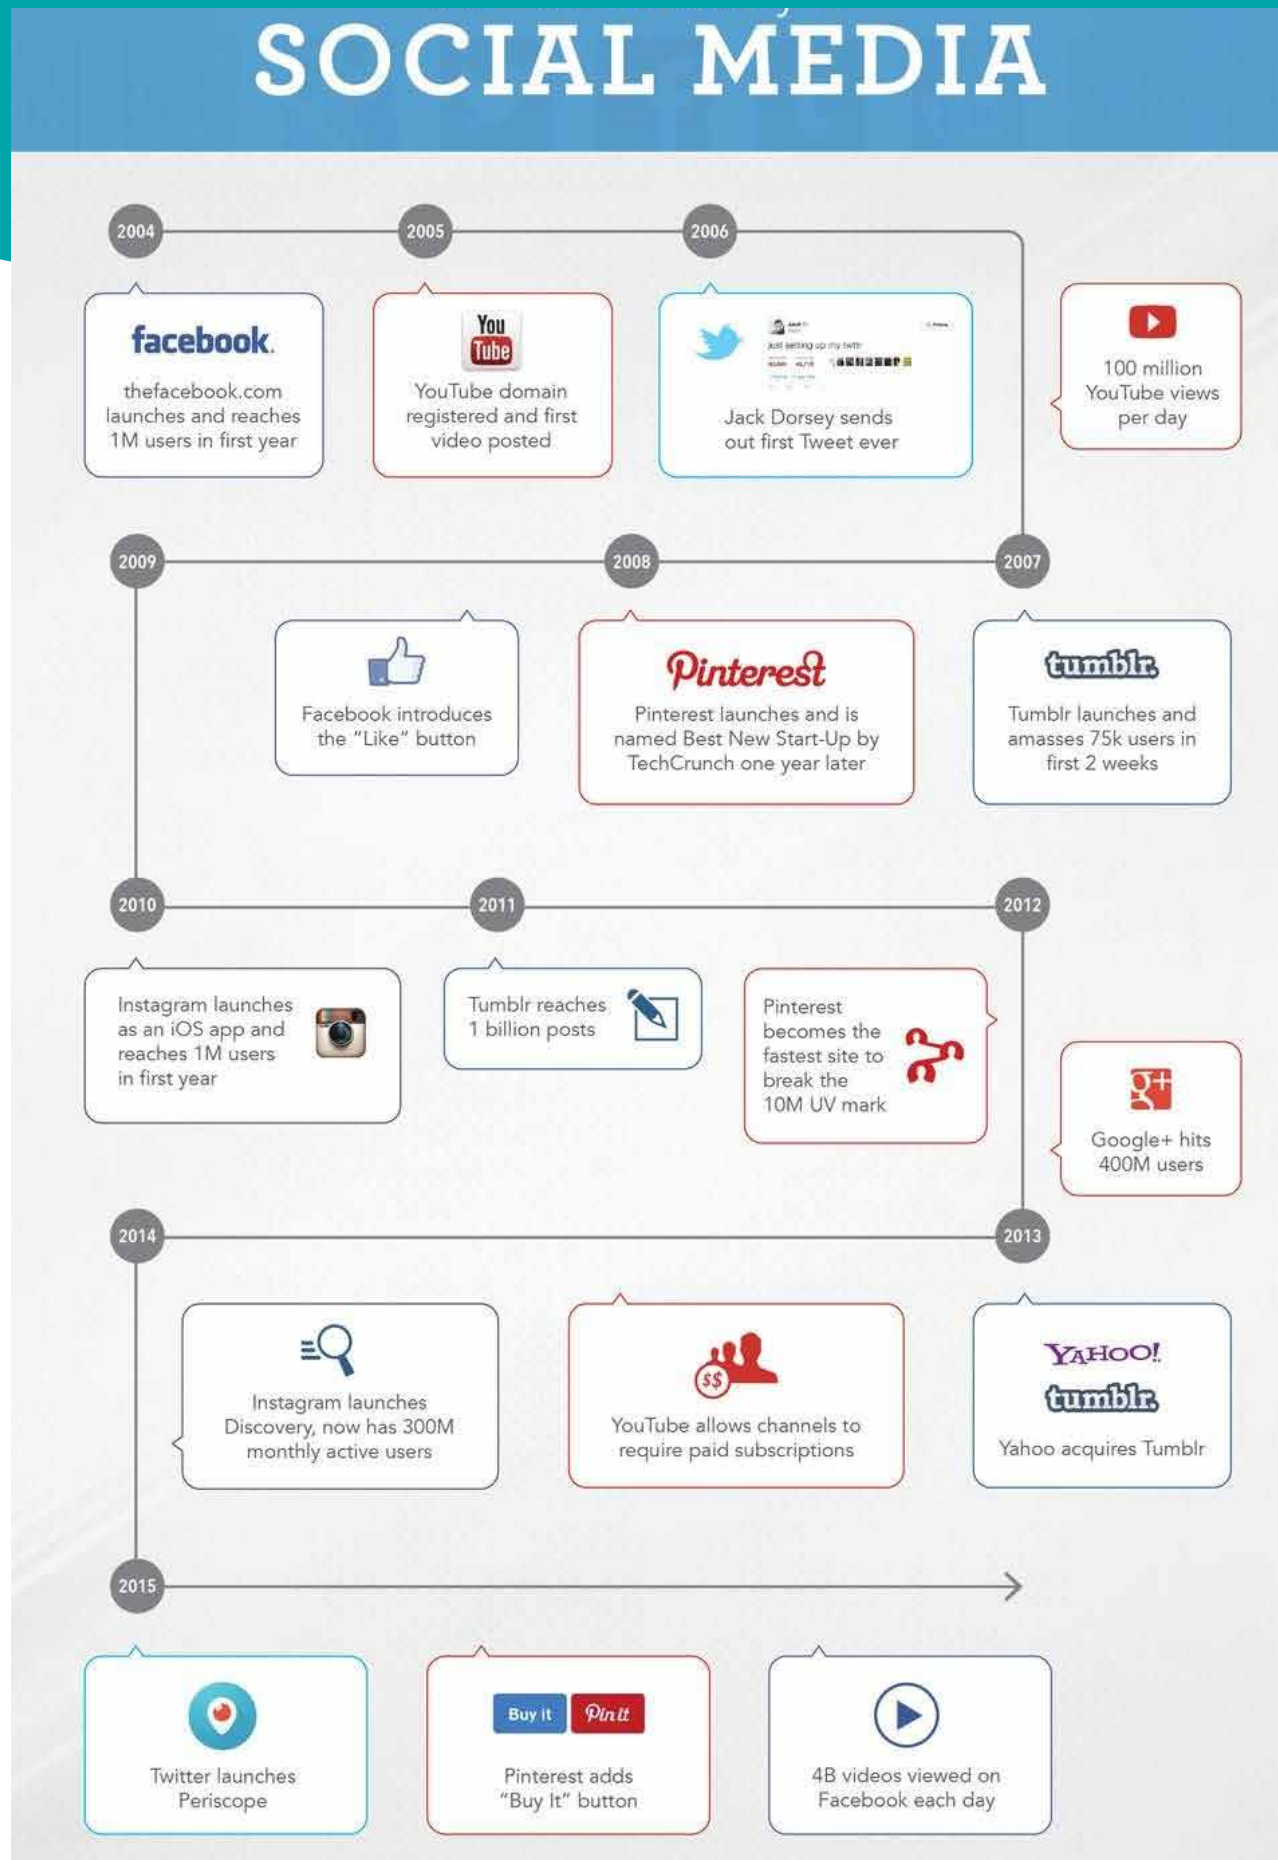 SOCIAL MEDIA
2004
2005
2006
facebook.
thefacebook.com
launches and reaches
1M users in first year
You
Tube
YouTube domain
registered and first
video posted
just setting up my twttr
Jack Dorsey sends
out first Tweet ever
100 million
YouTube views
per day
2009
2008
2007
Facebook introduces
the "Like" button
Pinterest
Pinterest launches and is
named Best New Start-Up by
TechCrunch one year later
tumblr.
Tumblr launches and
amasses 75k users in
first 2 weeks
2010
2011
2012
Instagram launches
as an iOS app and
reaches 1M users
in first year
Tumblr reaches
1 billion posts
Pinterest
becomes the
fastest site to
break the
10M UV mark
g+
Google+ hits
400M users
2014
2013
Instagram launches
Discovery, now has 300M
monthly active users
$$
YouTube allows channels to
require paid subscriptions
YAHOO!
tumblr.
Yahoo acquires Tumblr
2015
Twitter launches
Periscope
Buy it
Pin it
Pinterest adds
"Buy It" button
4B videos viewed on
Facebook each day